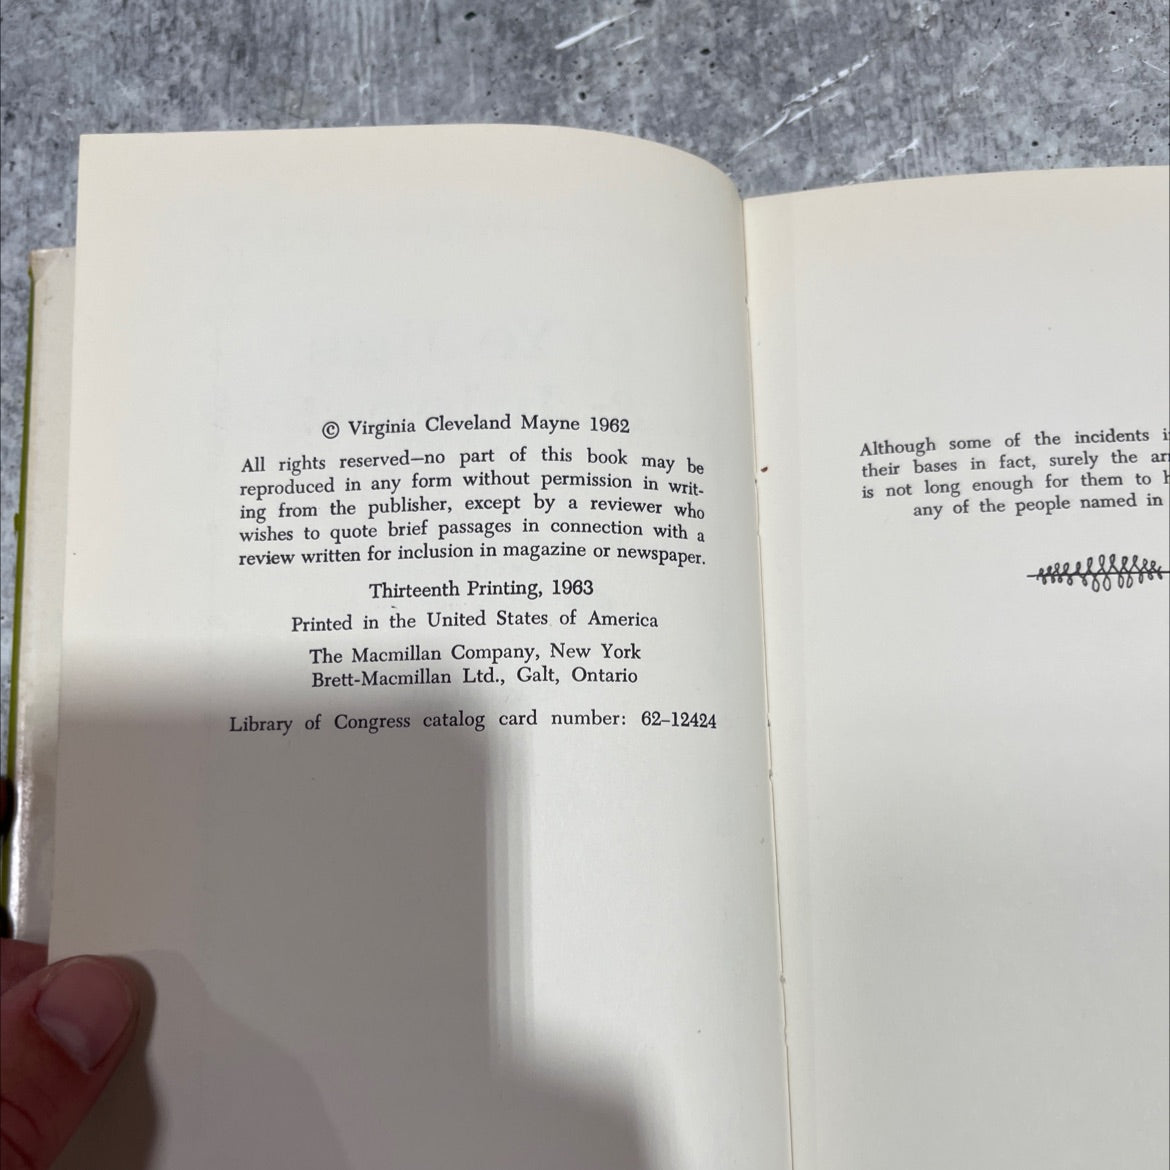 © Virginia Cleveland Mayne 1962
All rights reserved—no part of this book may be
reproduced in any form without permission in writ-
ing from the publisher, except by a reviewer who
wishes to quote brief passages in connection with a
review written for inclusion in magazine or newspaper.
Thirteenth Printing, 1963
Printed in the United States of America
The Macmillan Company, New York
Brett-Macmillan Ltd., Galt, Ontario
Library of Congress catalog card number: 62–12424
Although some of the incidents
their bases in fact, surely the
is not long enough for them to
any of the people named in